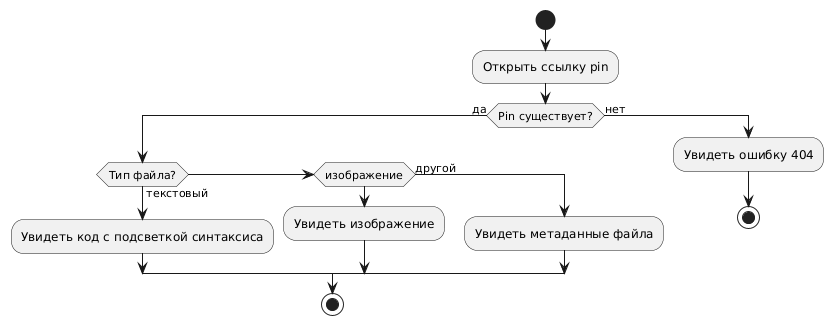 Открыть ссылку pin
да
Pin существует?
нет
Увидеть ошибку 404
Тип файла?
изображение
другой
текстовый
Увидеть код с подсветкой синтаксиса
Увидеть изображение
Увидеть метаданные файла